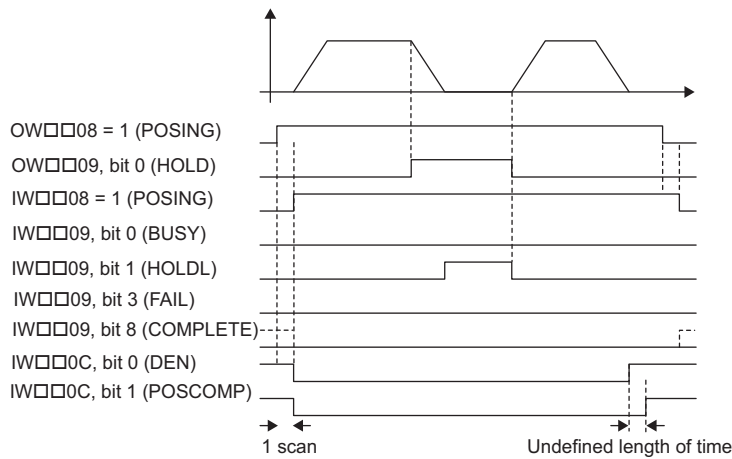 OW□□08 = 1 (POSING)
OW□□09, bit 0 (HOLD)
IW□□08 = 1 (POSING)
IW□□09, bit 0 (BUSY)
IW□□09, bit 1 (HOLDL)
IW□□09, bit 3 (FAIL)
IW□□09, bit 8 (COMPLETE)
IW□□0C, bit 0 (DEN)
IW□□0C, bit 1 (POSCOMP)
1 scan Undefined length of time